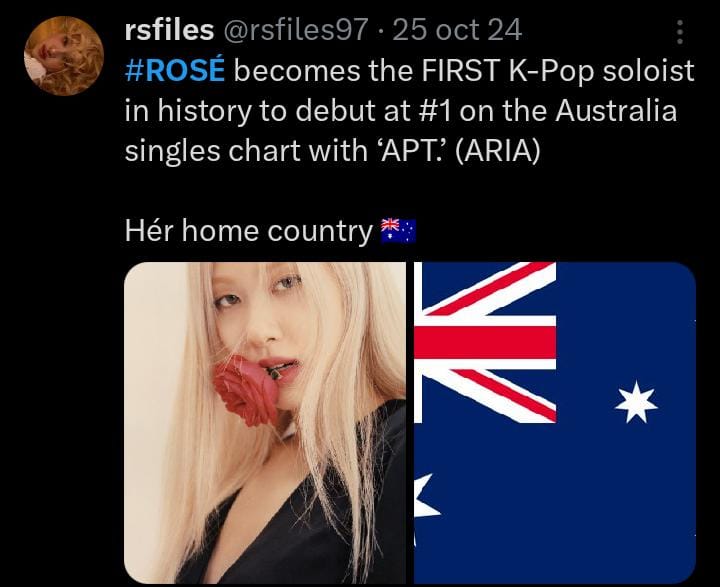 rsfiles @rsfiles97 · 25 oct 24
#ROSÉ becomes the FIRST K-Pop soloist
in history to debut at #1 on the Australia
singles chart with ‘APT.’ (ARIA)
Hér home country 🇦🇺